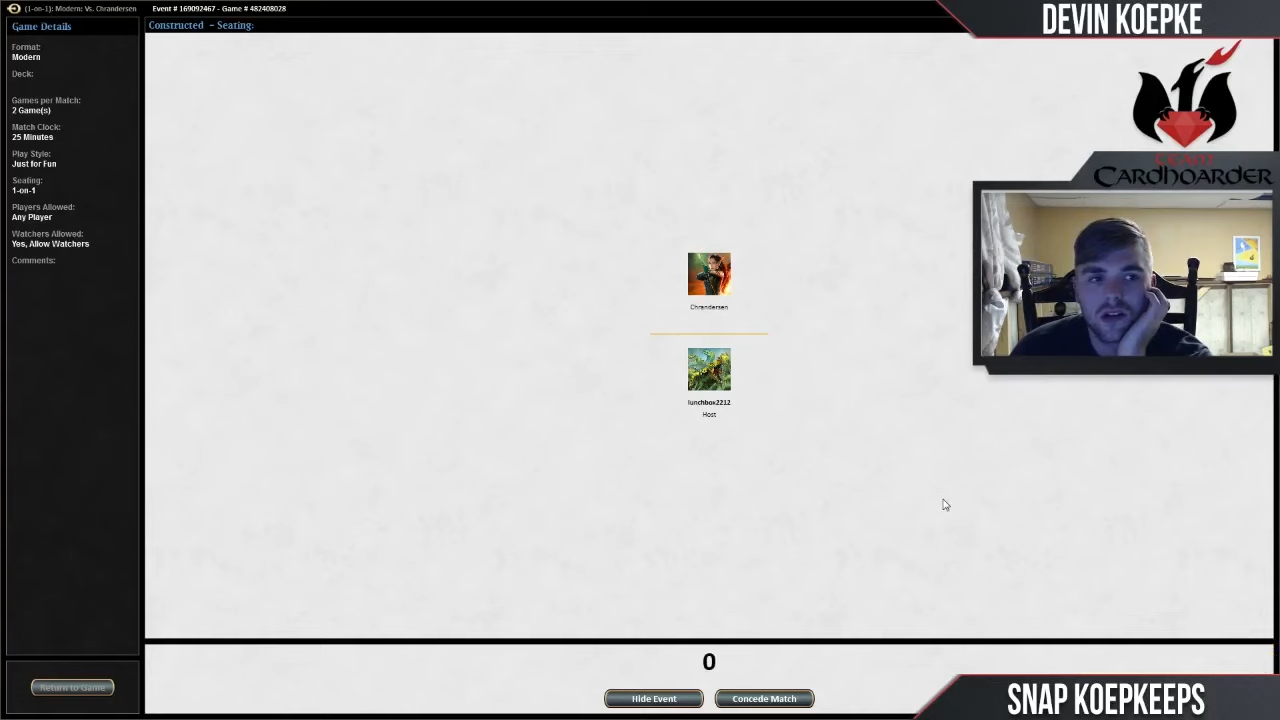 (1-on-1): Modern: Vs. Chrandersen
Event # 169092467 - Game # 482408028
DEVIN KOEPKE
Game Details
Constructed - Seating:
Format:
Modern
Deck:
Games per Match:
2 Game(s)
Match Clock:
25 Minutes
Play Style:
Just for Fun
Seating:
1-on-1
Players Allowed:
Any Player
Watchers Allowed:
Yes, Allow Watchers
Comments:
CARDHOARDER
Chrandersen
lunchbox2212
Host
0
Return to Game
Hide Event
Concede Match
SNAP KOEPKEEPS